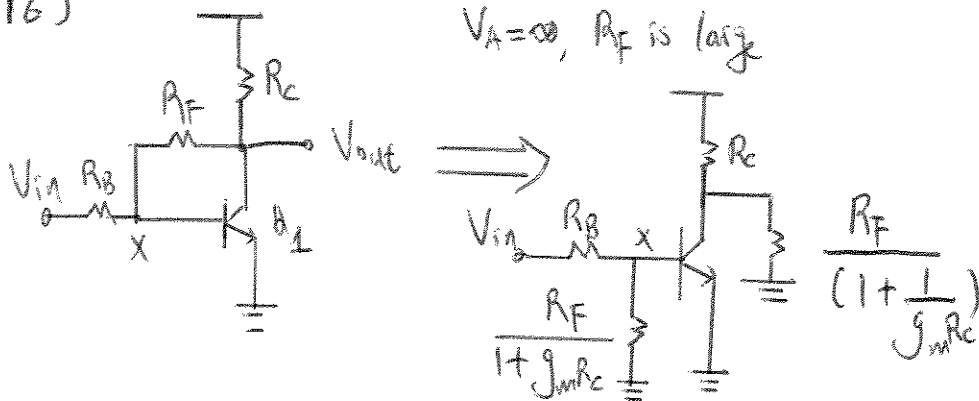 16)
V_A = ∞, R_F is larg
R_C
R_F
V_in R_B
V_out
X
Q_1
⟹
R_C
V_in R_B
X
R_F / (1 + g_m R_C)
R_F / (1 + 1/(g_m R_C))